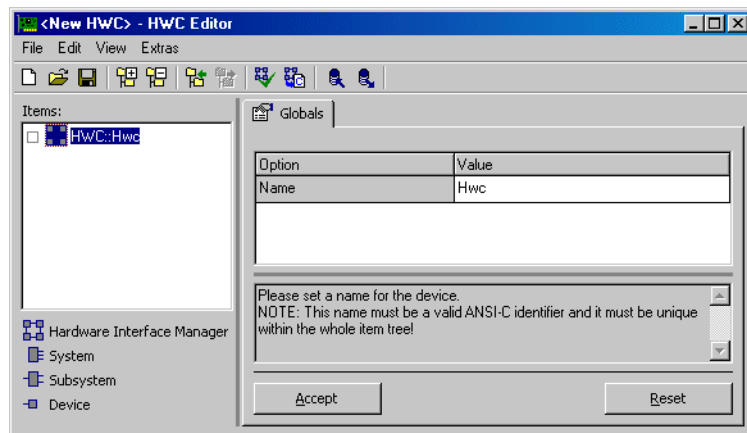 <New HWC> - HWC Editor
File Edit View Extras
Items:
HWC::Hwc
Globals
Option Value
Name Hwc
Please set a name for the device.
NOTE: This name must be a valid ANSI-C identifier and it must be unique
within the whole item tree!
Hardware Interface Manager
System
Subsystem
Device
Accept Reset